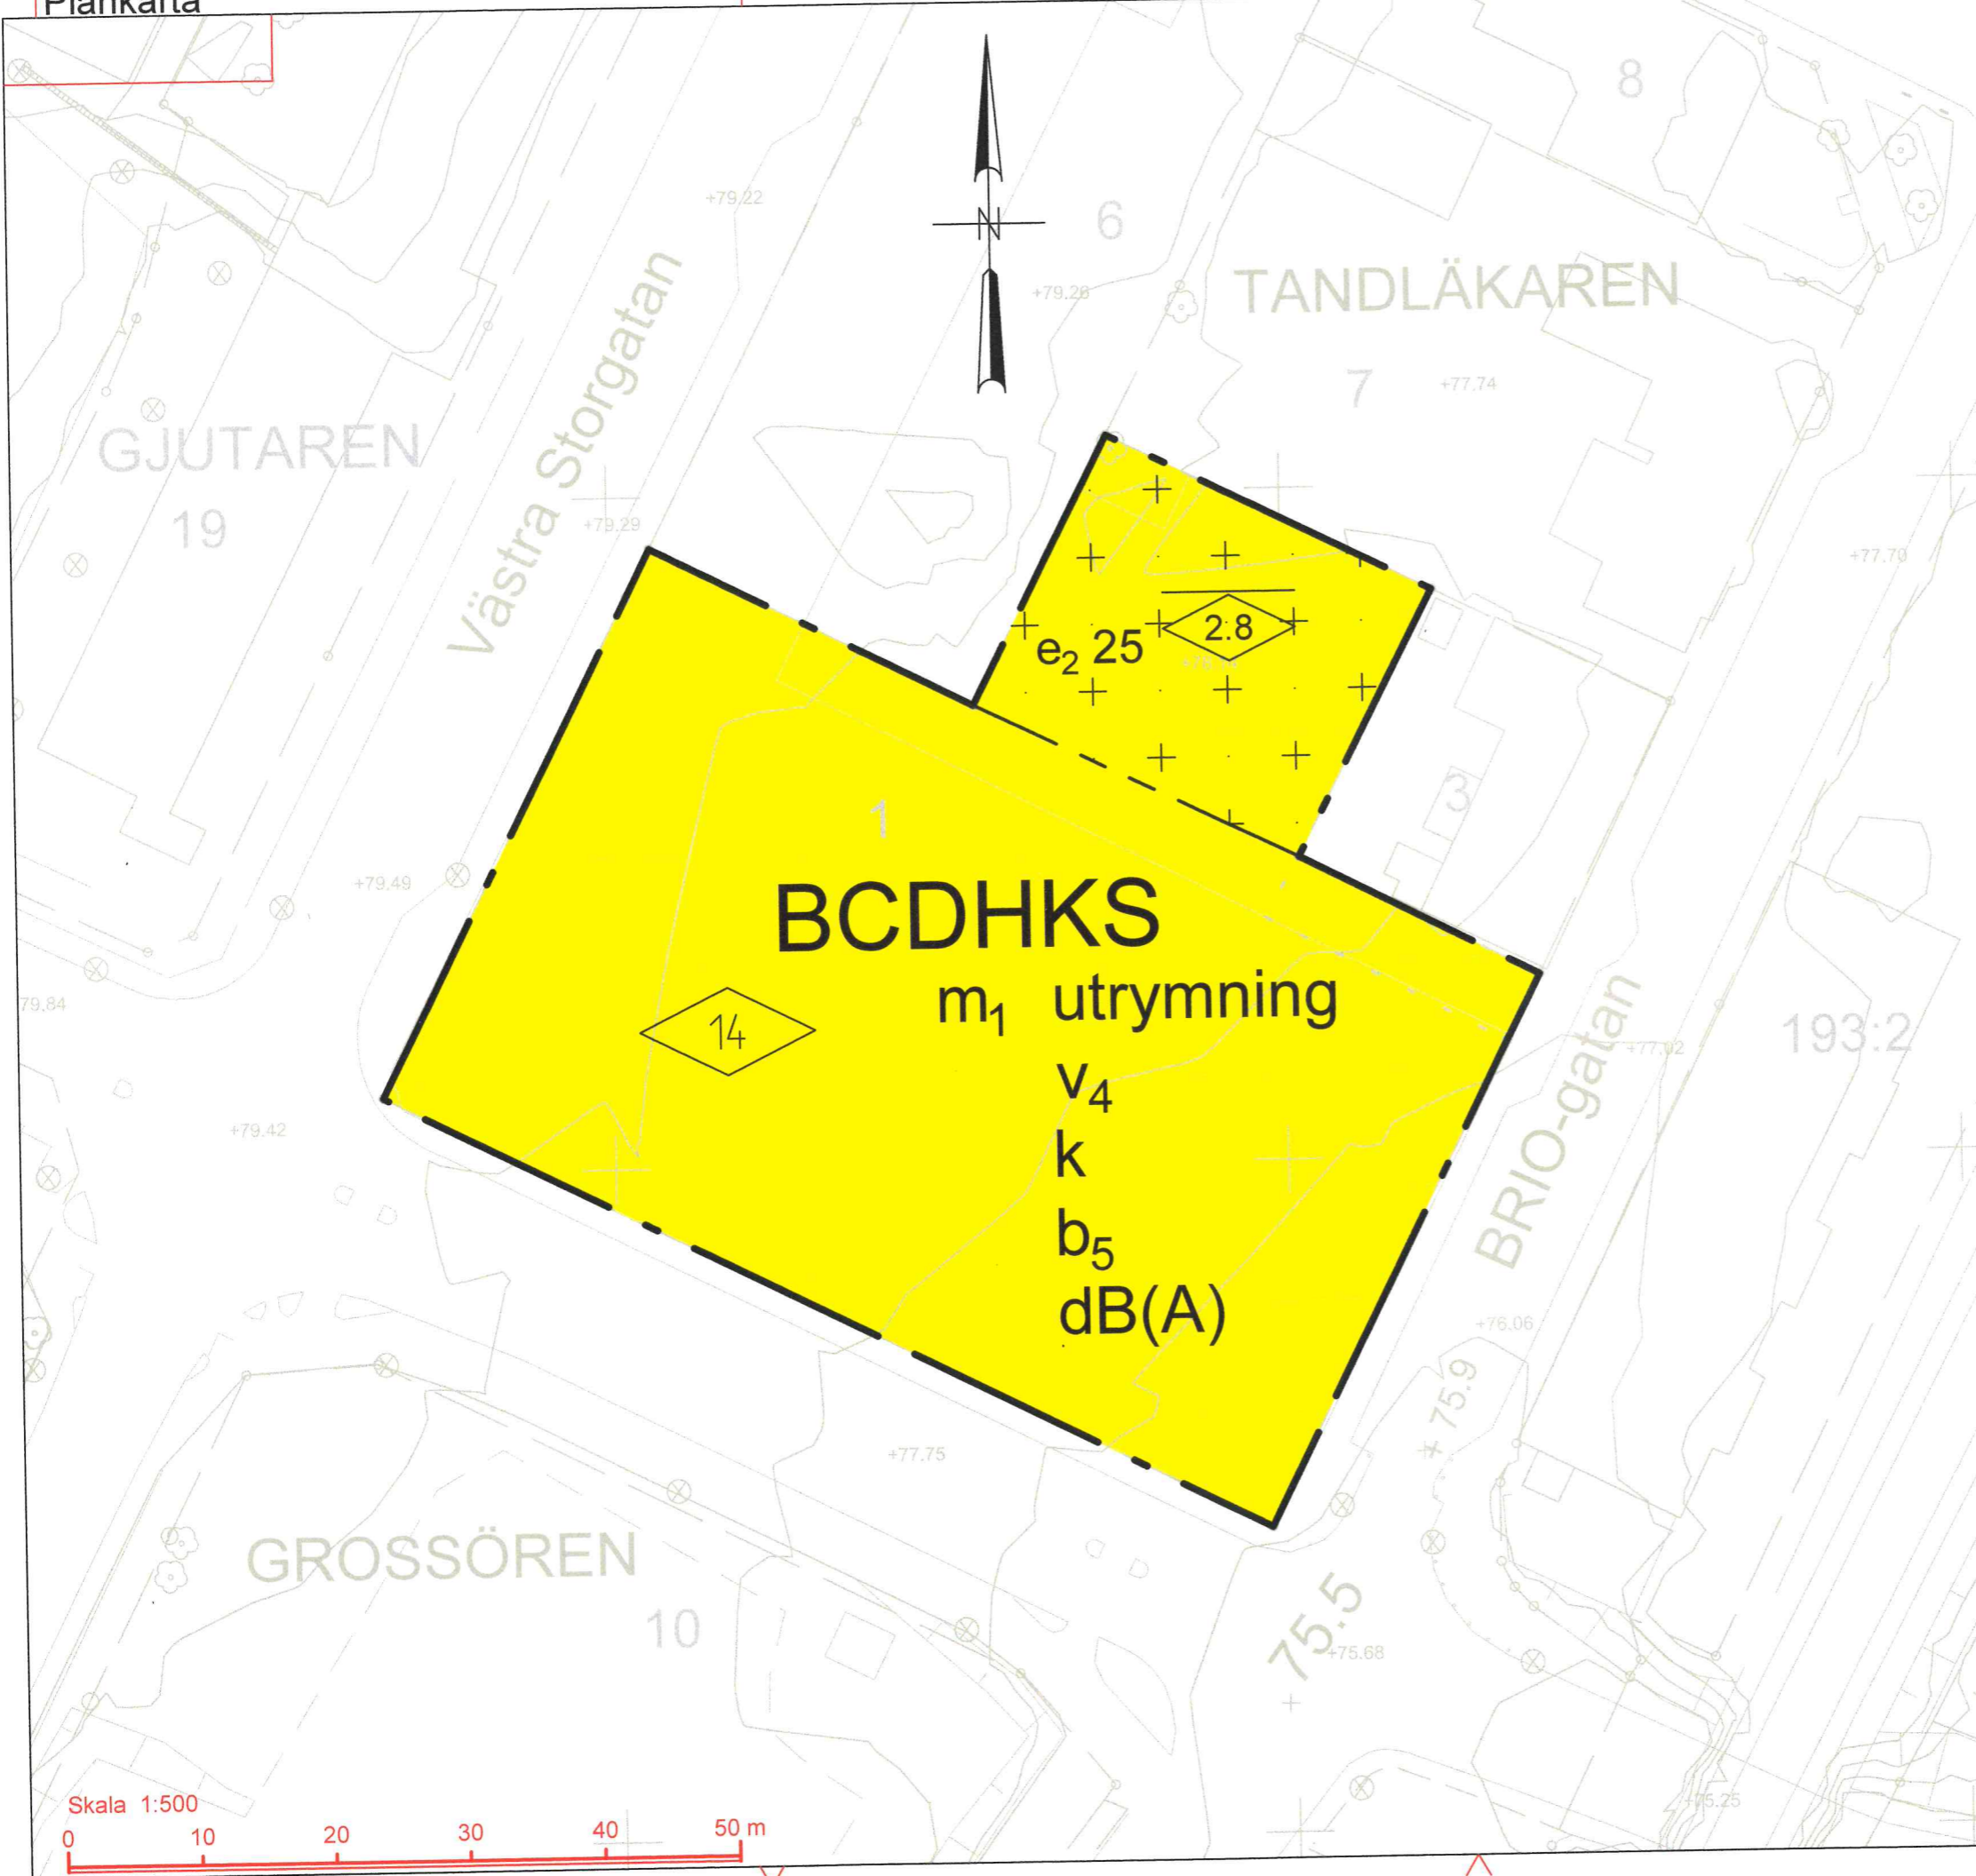 Plankarta
8
+79.22
6
N
+79.26
TANDLÄKAREN
7
+77.74
Västra Storgatan
GJUTAREN
19
+79.29
+77.70
e2 25
2.8
3
1
+79.49
BCDHKS
m1 utrymning
14
79.84
193:2
+77.92
BRIO-gatan
v4
+79.42
k
b5
dB(A)
+76.06
+75.9
+77.75
GROSSÖREN
10
75.5
+75.68
+75.25
Skala 1:500
0 10 20 30 40 50 m